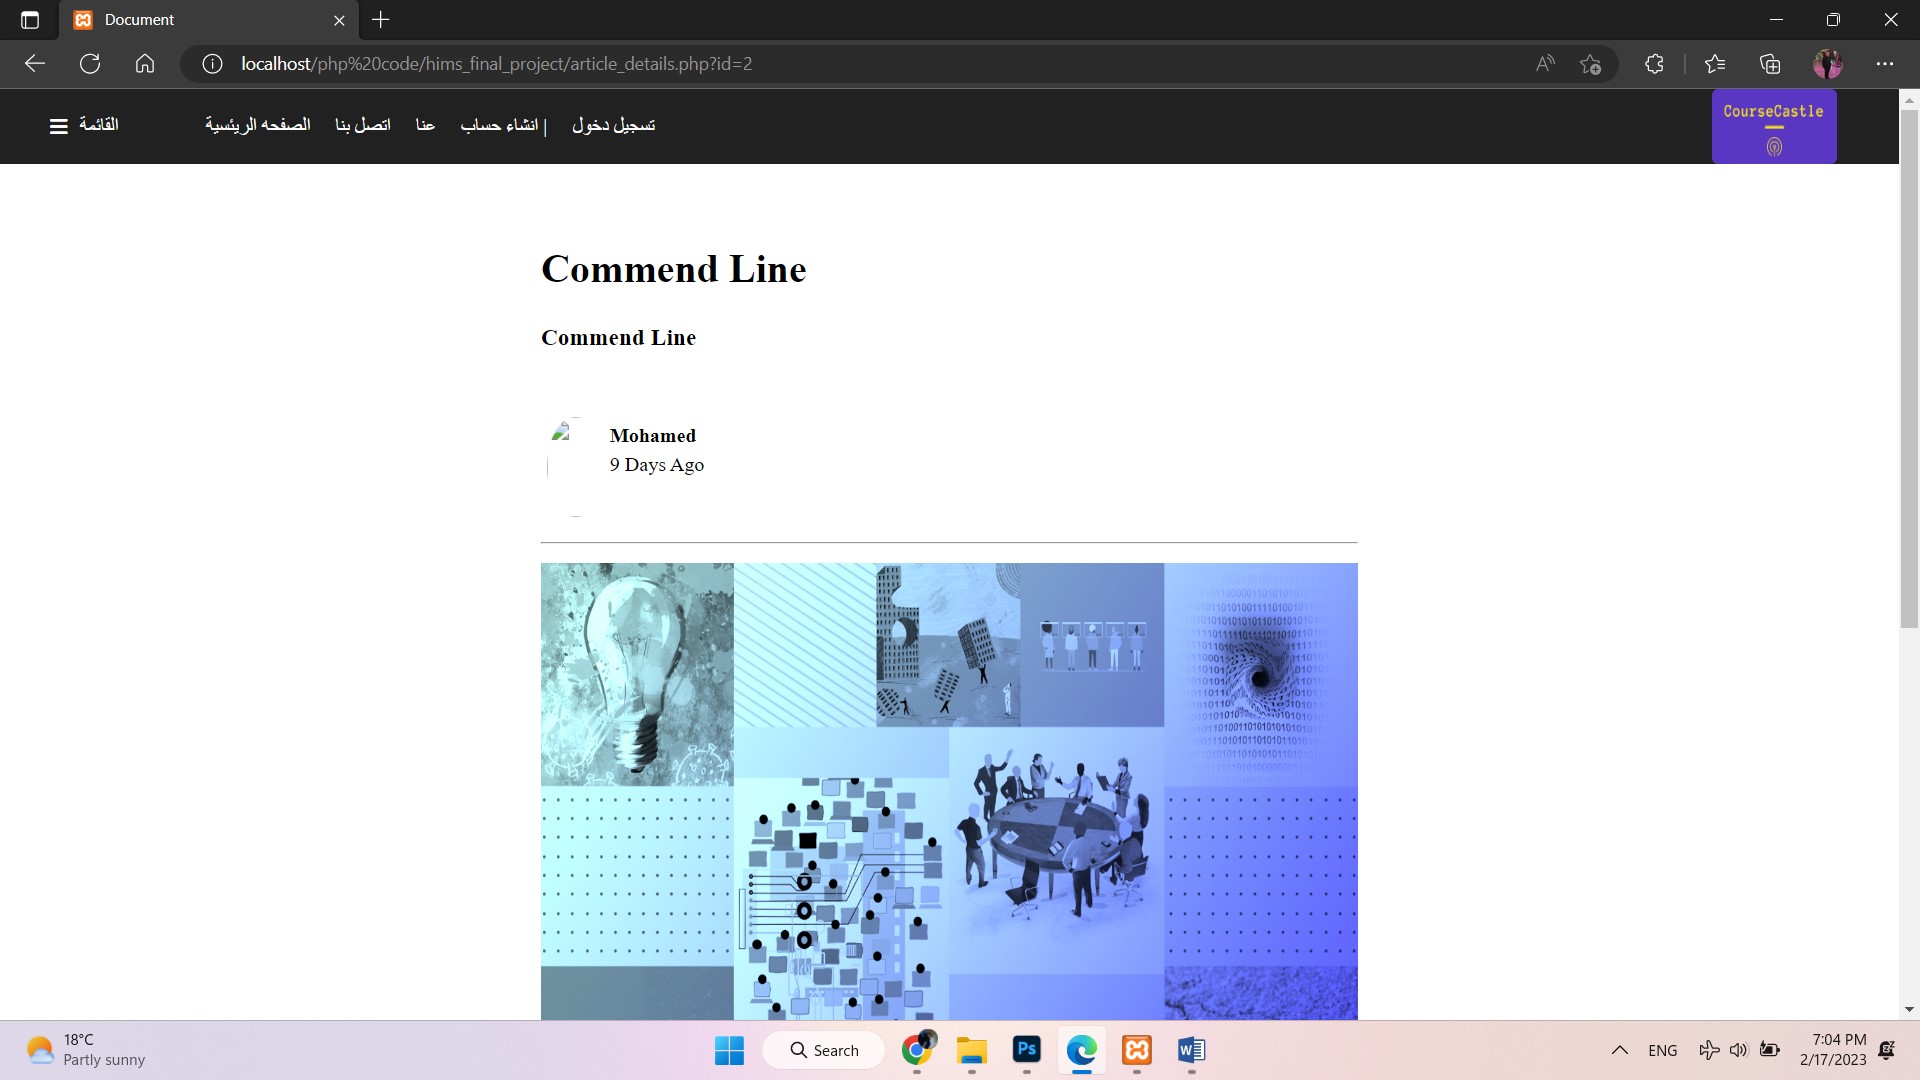 Document
localhost/php%20code/hims_final_project/article_details.php?id=2
القائمة
الصفحه الريئسية
اتصل بنا
عنا
انشاء حساب |
تسجيل دخول
CourseCastle
Commend Line
Commend Line
Mohamed
9 Days Ago
18°C
Partly sunny
Search
Ps
W
ENG
7:04 PM
2/17/2023